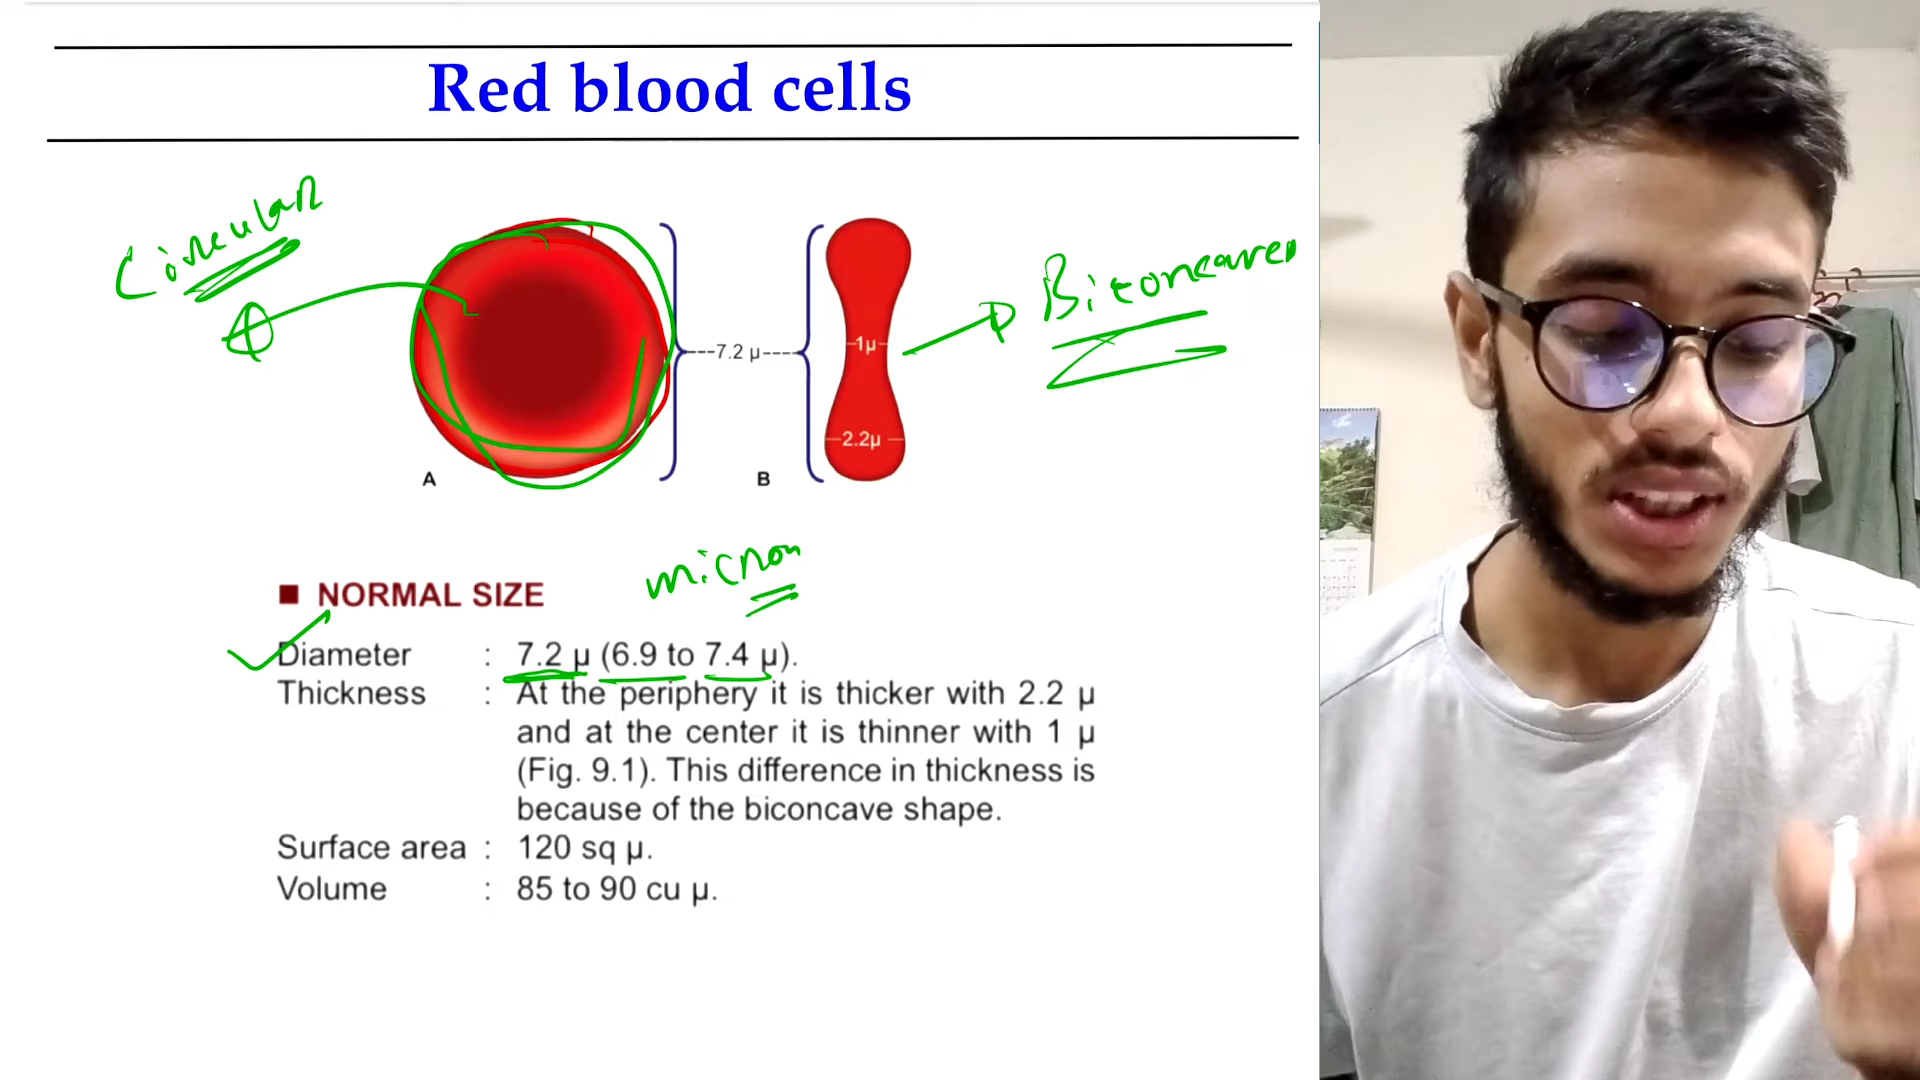 Red blood cells
Circular
Biconcave
7.2 µ
1µ
2.2µ
A
B
micron
■ NORMAL SIZE
Diameter : 7.2 µ (6.9 to 7.4 µ).
Thickness : At the periphery it is thicker with 2.2 µ
and at the center it is thinner with 1 µ
(Fig. 9.1). This difference in thickness is
because of the biconcave shape.
Surface area : 120 sq µ.
Volume : 85 to 90 cu µ.